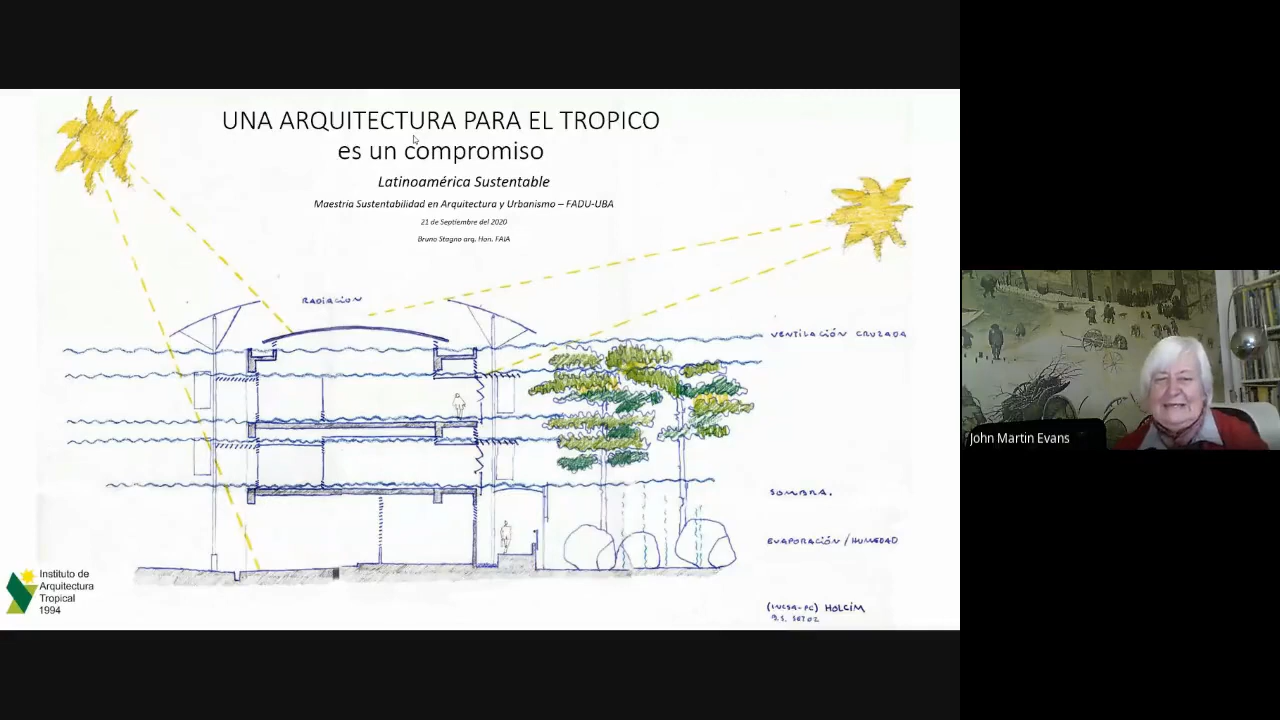 UNA ARQUITECTURA PARA EL TROPICO
es un compromiso
Latinoamérica Sustentable
Maestria Sustentabilidad en Arquitectura y Urbanismo – FADU-UBA
21 de Septiembre del 2020
Bruno Stagno arq. Hon. FAIA
RADIACION
VENTILACIÓN CRUZADA
SOMBRA.
EVAPORACIÓN / HUMEDAD
Instituto de
Arquitectura
Tropical
1994
HOLCIM
John Martin Evans